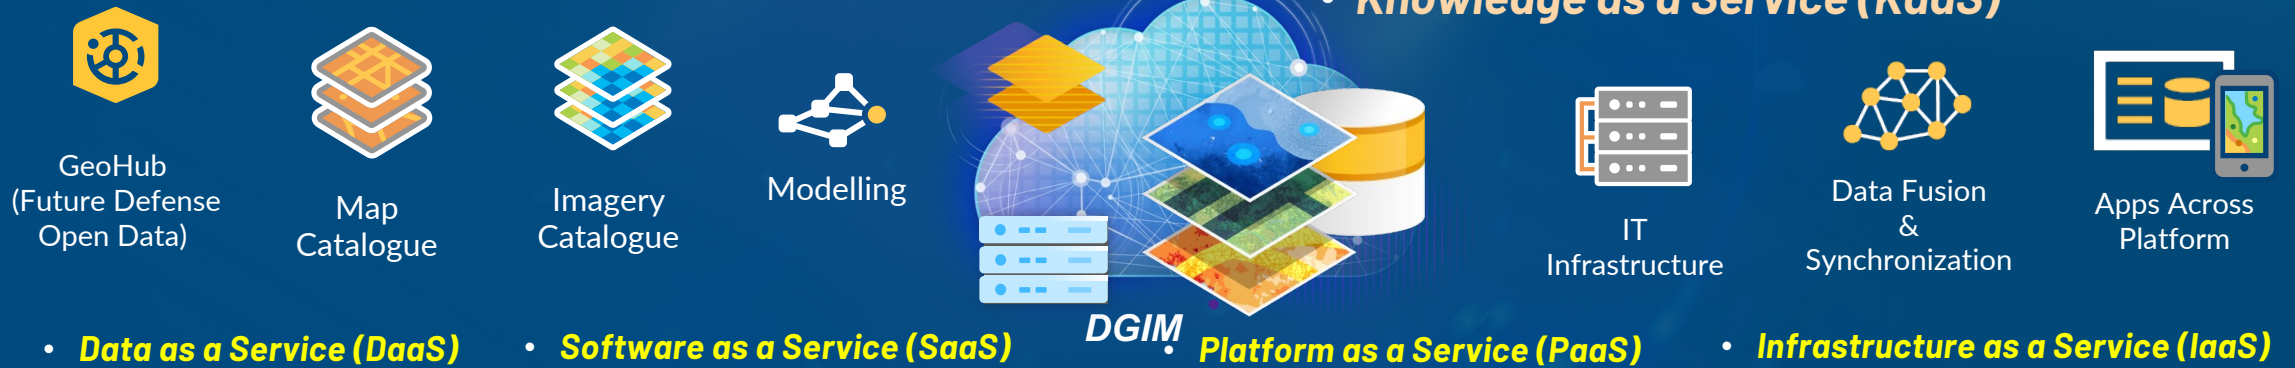 • Knowledge as a Service (KaaS)
GeoHub
(Future Defense
Open Data)
Map
Catalogue
Imagery
Catalogue
Modelling
IT
Infrastructure
Data Fusion
&
Synchronization
Apps Across
Platform
DGIM
• Data as a Service (DaaS)
• Software as a Service (SaaS)
• Platform as a Service (PaaS)
• Infrastructure as a Service (IaaS)